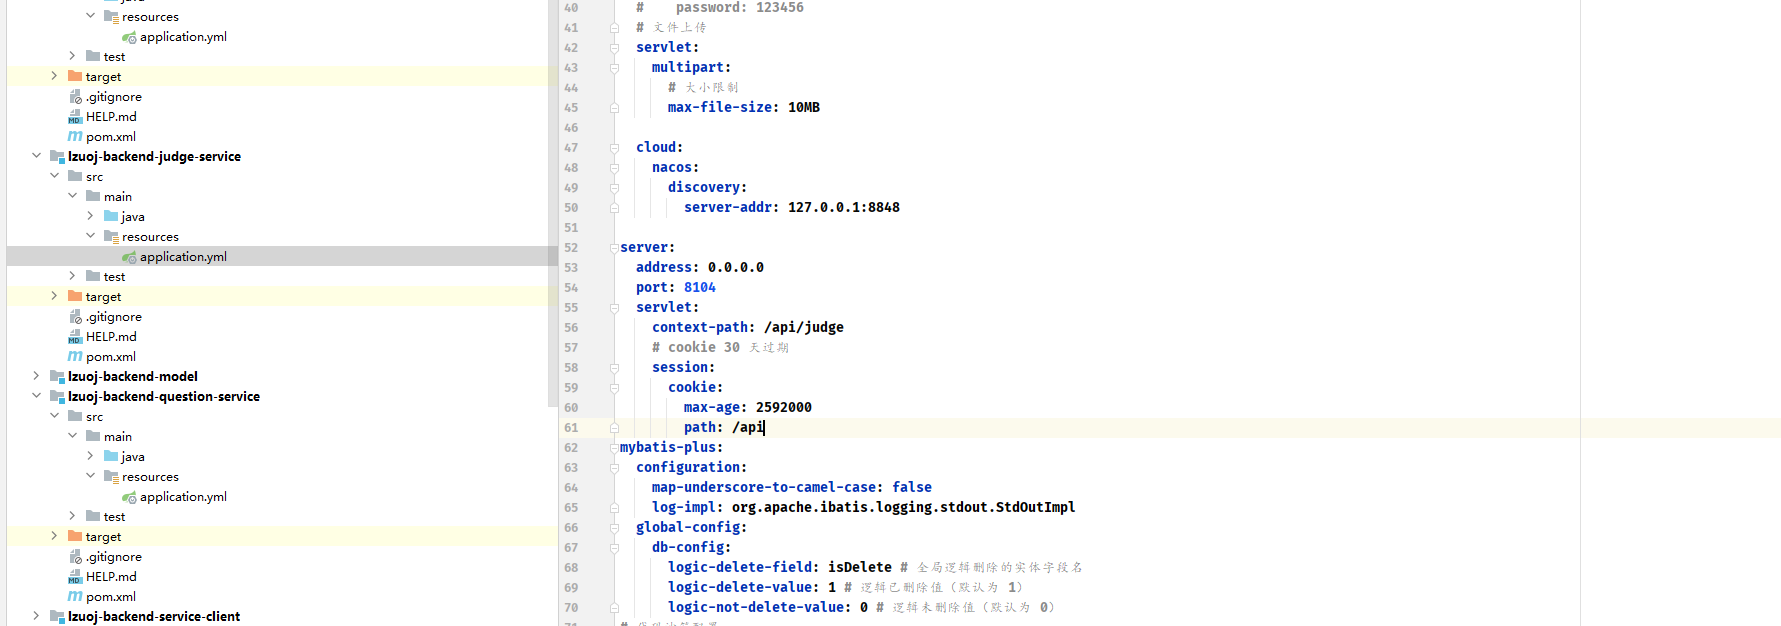 java
resources
application.yml
test
target
.gitignore
HELP.md
pom.xml
lzuoj-backend-judge-service
src
main
java
resources
application.yml
test
target
.gitignore
HELP.md
pom.xml
lzuoj-backend-model
lzuoj-backend-question-service
src
main
java
resources
application.yml
test
target
.gitignore
HELP.md
pom.xml
lzuoj-backend-service-client
40 #    password: 123456
41 # 文件上传
42 servlet:
43 multipart:
44 # 大小限制
45 max-file-size: 10MB
46
47 cloud:
48 nacos:
49 discovery:
50 server-addr: 127.0.0.1:8848
51
52 server:
53 address: 0.0.0.0
54 port: 8104
55 servlet:
56 context-path: /api/judge
57 # cookie 30 天过期
58 session:
59 cookie:
60 max-age: 2592000
61 path: /api
62 mybatis-plus:
63 configuration:
64 map-underscore-to-camel-case: false
65 log-impl: org.apache.ibatis.logging.stdout.StdOutImpl
66 global-config:
67 db-config:
68 logic-delete-field: isDelete # 全局逻辑删除的实体字段名
69 logic-delete-value: 1 # 逻辑已删除值（默认为 1）
70 logic-not-delete-value: 0 # 逻辑未删除值（默认为 0）